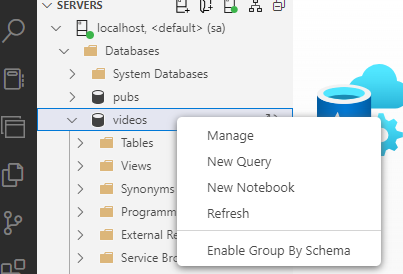 SERVERS
localhost, <default> (sa)
Databases
System Databases
pubs
videos
Tables
Views
Synonyms
Programm
External Re
Service Bro
Manage
New Query
New Notebook
Refresh
Enable Group By Schema